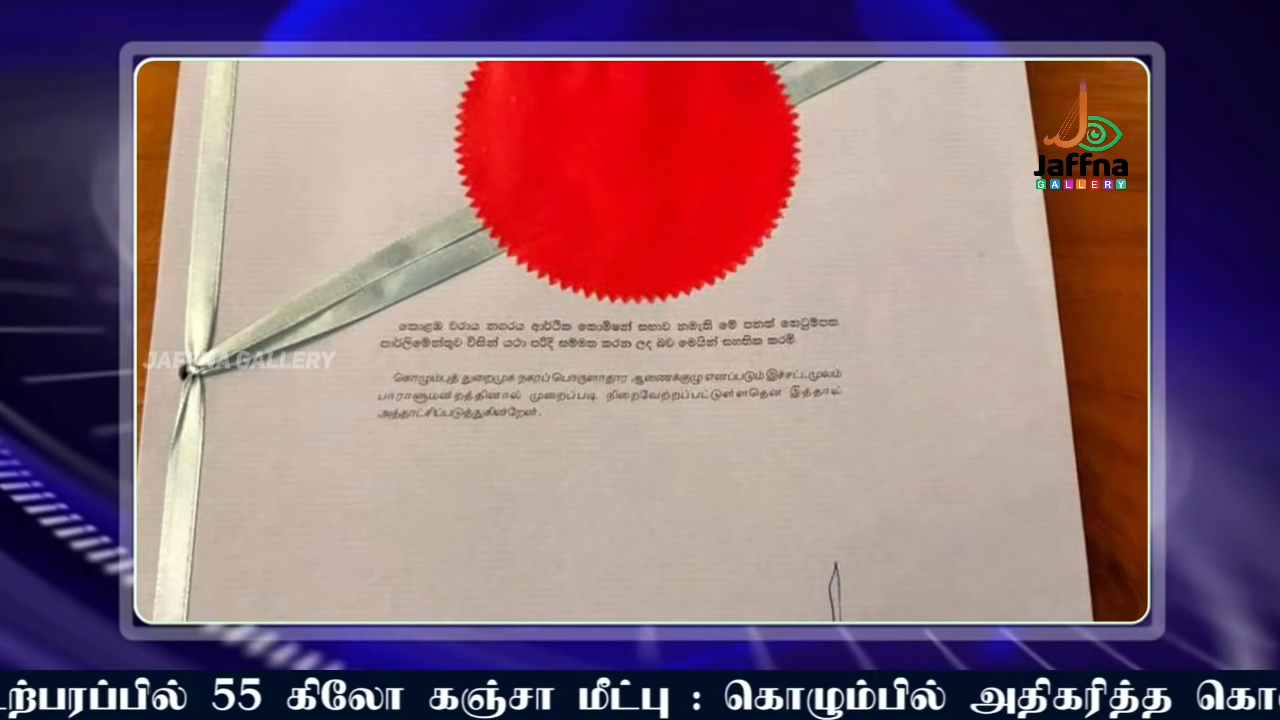 Jaffna
GALLERY
කොළඹ වරාය නගරය ආර්ථික කොමිෂන් සභාව නමැති මේ පනත් කෙටුම්පත
පාර්ලිමේන්තුව විසින් යථා පරිදි සම්මත කරන ලද බව මෙයින් සහතික කරමි.
JAFFNA GALLERY
கொழும்புத் துறைமுக நகரப் பொருளாதார ஆணைக்குழு எனப்படும் இச்சட்டமூலம்
பாராளுமன்றத்தினால் முறைப்படி நிறைவேற்றப்பட்டுள்ளதென இத்தால்
அத்தாட்சிப்படுத்துகின்றேன்.
டற்பரப்பில் 55 கிலோ கஞ்சா மீட்பு : கொழும்பில் அதிகரித்த கொ